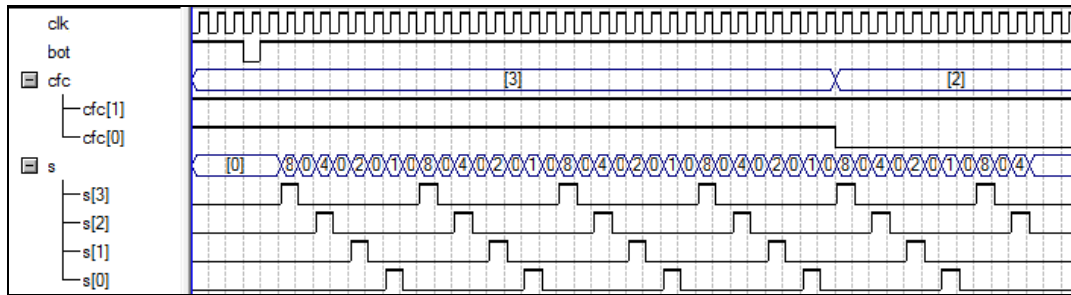 clk
bot
cfc [3] [2]
cfc[1]
cfc[0]
s [0] 8 0 4 0 2 0 1 0 8 0 4 0 2 0 1 0 8 0 4 0 2 0 1 0 8 0 4 0 2 0 1 0 8 0 4 0 2 0 1 0 8 0 4
s[3]
s[2]
s[1]
s[0]